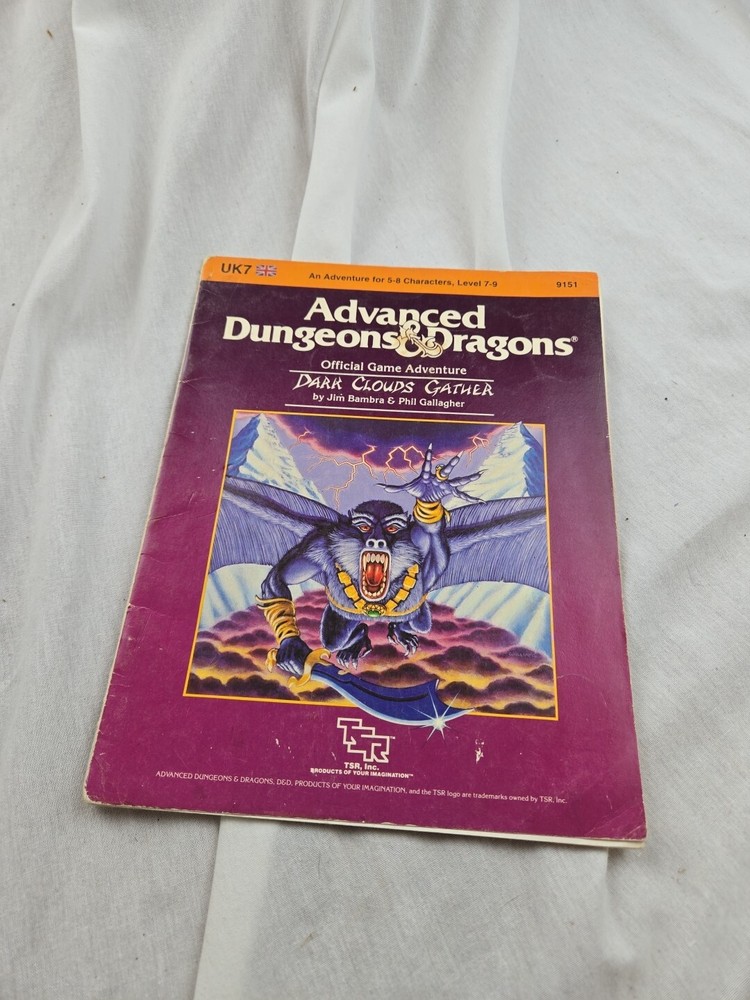 UK7
An Adventure for 5-8 Characters, Level 7-9
9151
Advanced
Dungeons & Dragons®
Official Game Adventure
DARK CLOUDS GATHER
by Jim Bambra & Phil Gallagher
TSR™
TSR, Inc.
PRODUCTS OF YOUR IMAGINATION™
ADVANCED DUNGEONS & DRAGONS, D&D, PRODUCTS OF YOUR IMAGINATION, and the TSR logo are trademarks owned by TSR, Inc.